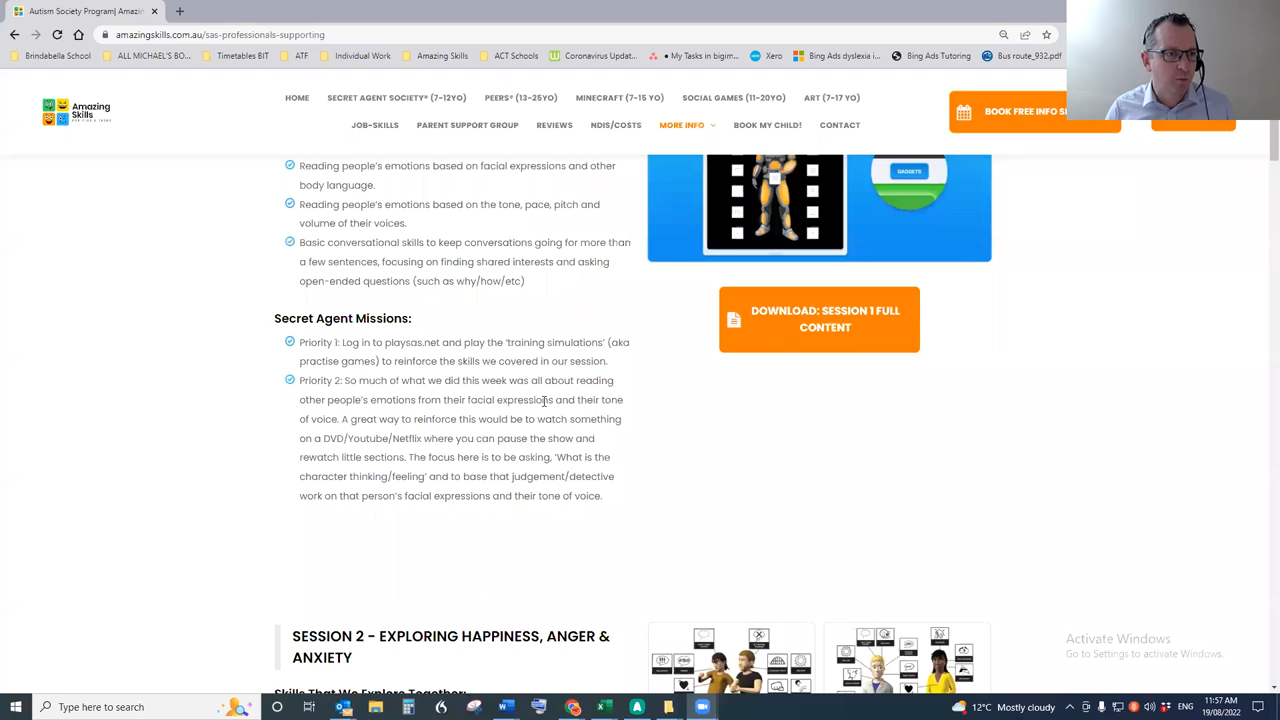 Autism Society Program| Amazi
amazingskills.com.au/sas-professionals-supporting
Brindabella School
ALL MICHAEL'S BO...
Timetables BIT
ATF
Individual Work
Amazing Skills
ACT Schools
Coronavirus Updat...
My Tasks in bigim...
Xero
Bing Ads dyslexia i...
Bing Ads Tutoring
Bus route_932.pdf
Amazing
Skills
HOME
SECRET AGENT SOCIETY® (7-12YO)
PEERS® (13-25YO)
MINECRAFT (7-15 YO)
SOCIAL GAMES (11-20YO)
ART (7-17 YO)
JOB-SKILLS
PARENT SUPPORT GROUP
REVIEWS
NDIS/COSTS
MORE INFO
BOOK MY CHILD!
CONTACT
BOOK FREE INFO S
Reading people's emotions based on facial expressions and other
body language.
Reading people's emotions based on the tone, pace, pitch and
volume of their voices.
Basic conversational skills to keep conversations going for more than
a few sentences, focusing on finding shared interests and asking
open-ended questions (such as why/how/etc)
GADGETS
DOWNLOAD: SESSION 1 FULL
CONTENT
Secret Agent Missions:
Priority 1: Log in to playsas.net and play the 'training simulations' (aka
practise games) to reinforce the skills we covered in our session.
Priority 2: So much of what we did this week was all about reading
other people's emotions from their facial expressions and their tone
of voice. A great way to reinforce this would be to watch something
on a DVD/Youtube/Netflix where you can pause the show and
rewatch little sections. The focus here is to be asking, 'What is the
character thinking/feeling' and to base that judgement/detective
work on that person's facial expressions and their tone of voice.
SESSION 2 - EXPLORING HAPPINESS, ANGER &
ANXIETY
Skills That We Explore Together:
Activate Windows
Go to Settings to activate Windows.
Type here to search
12°C Mostly cloudy
11:57 AM
19/08/2022